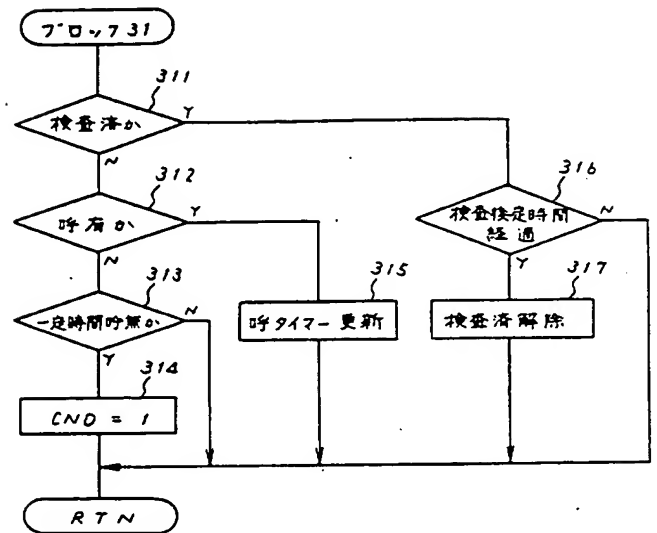 ブロック31
311
検査済か
Y
N
312
呼有か
Y
N
313
一定時間呼無か
N
Y
314
CND = 1
315
呼タイマー更新
316
検査後定時間
経過
N
Y
317
検査済解除
RTN